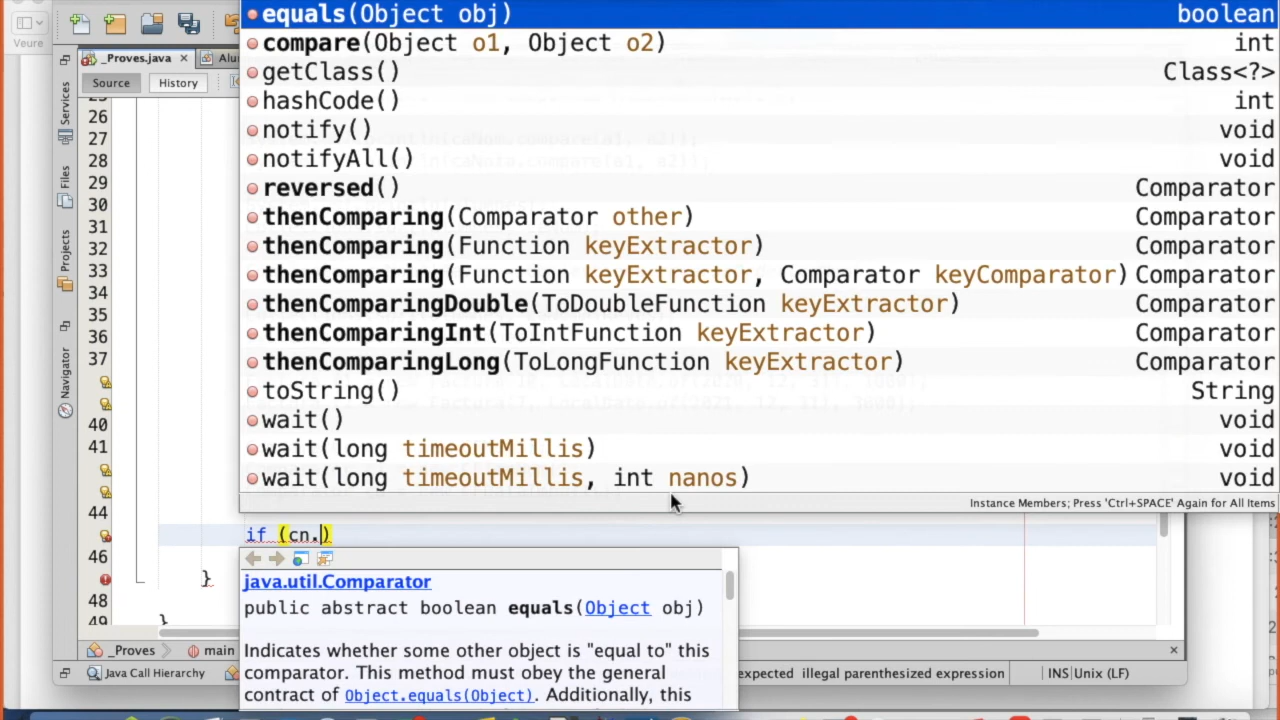 equals(Object obj) boolean
compare(Object o1, Object o2) int
getClass() Class<?>
hashCode() int
notify() void
notifyAll() void
reversed() Comparator
thenComparing(Comparator other) Comparator
thenComparing(Function keyExtractor) Comparator
thenComparing(Function keyExtractor, Comparator keyComparator) Comparator
thenComparingDouble(ToDoubleFunction keyExtractor) Comparator
thenComparingInt(ToIntFunction keyExtractor) Comparator
thenComparingLong(ToLongFunction keyExtractor) Comparator
toString() String
wait() void
wait(long timeoutMillis) void
wait(long timeoutMillis, int nanos) void
Instance Members; Press 'Ctrl+SPACE' Again for All Items
Veure
_Proves.java
Source History
Services
Files
Projects
Navigator
26
27
28
29
30
31
32
33
34
35
36
37
40
41
44
if (cn.)
46
}
48
49 }
java.util.Comparator
public abstract boolean equals(Object obj)
Indicates whether some other object is "equal to" this
comparator. This method must obey the general
contract of Object.equals(Object). Additionally, this
_Proves main
Java Call Hierarchy
expected illegal parenthesized expression INS Unix (LF)